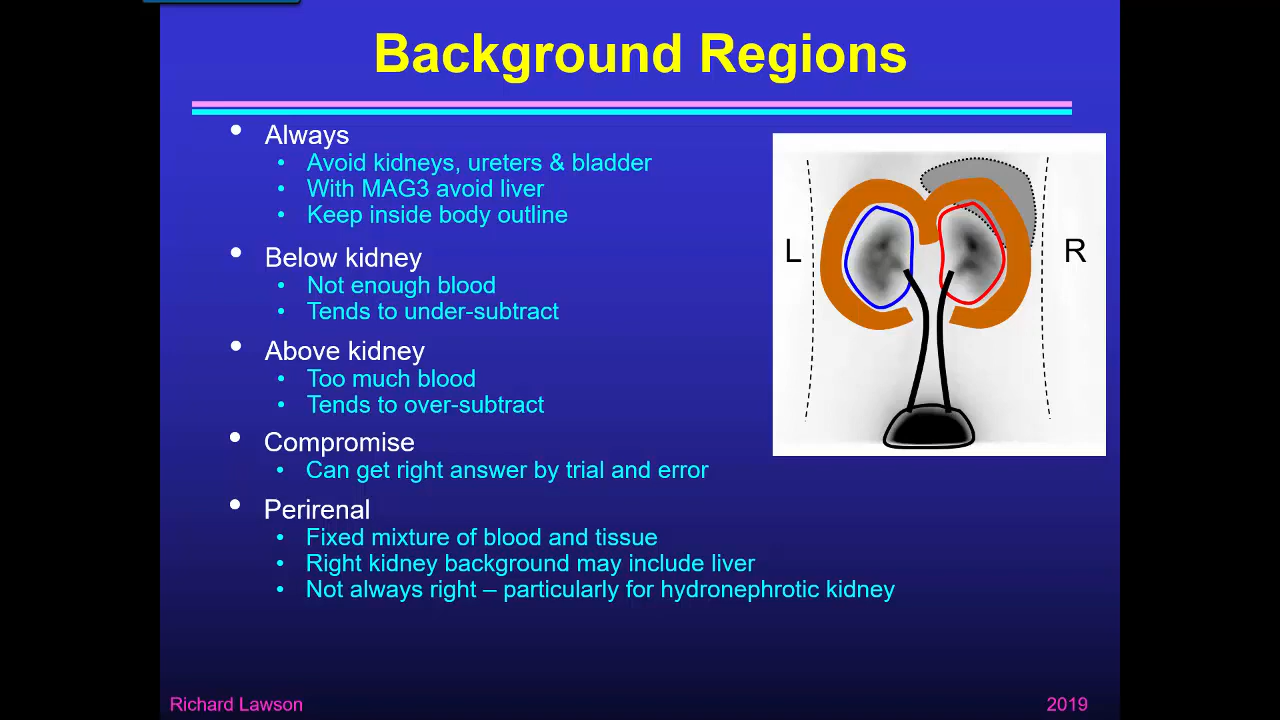 Background Regions
• Always
• Avoid kidneys, ureters & bladder
• With MAG3 avoid liver
• Keep inside body outline
• Below kidney
• Not enough blood
• Tends to under-subtract
• Above kidney
• Too much blood
• Tends to over-subtract
• Compromise
• Can get right answer by trial and error
• Perirenal
• Fixed mixture of blood and tissue
• Right kidney background may include liver
• Not always right – particularly for hydronephrotic kidney
L
R
Richard Lawson
2019